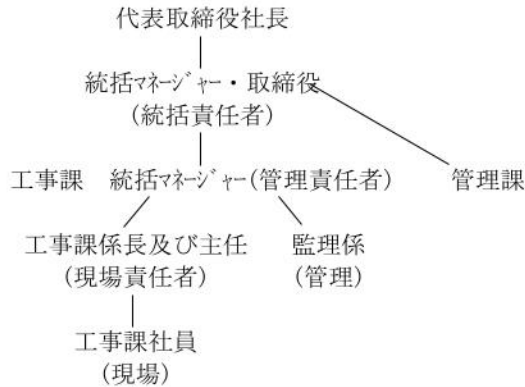 代表取締役社長
統括ﾏﾈｰｼﾞｬｰ・取締役
(統括責任者)
工事課 統括ﾏﾈｰｼﾞｬｰ(管理責任者) 管理課
工事課係長及び主任 監理係
(現場責任者) (管理)
工事課社員
(現場)